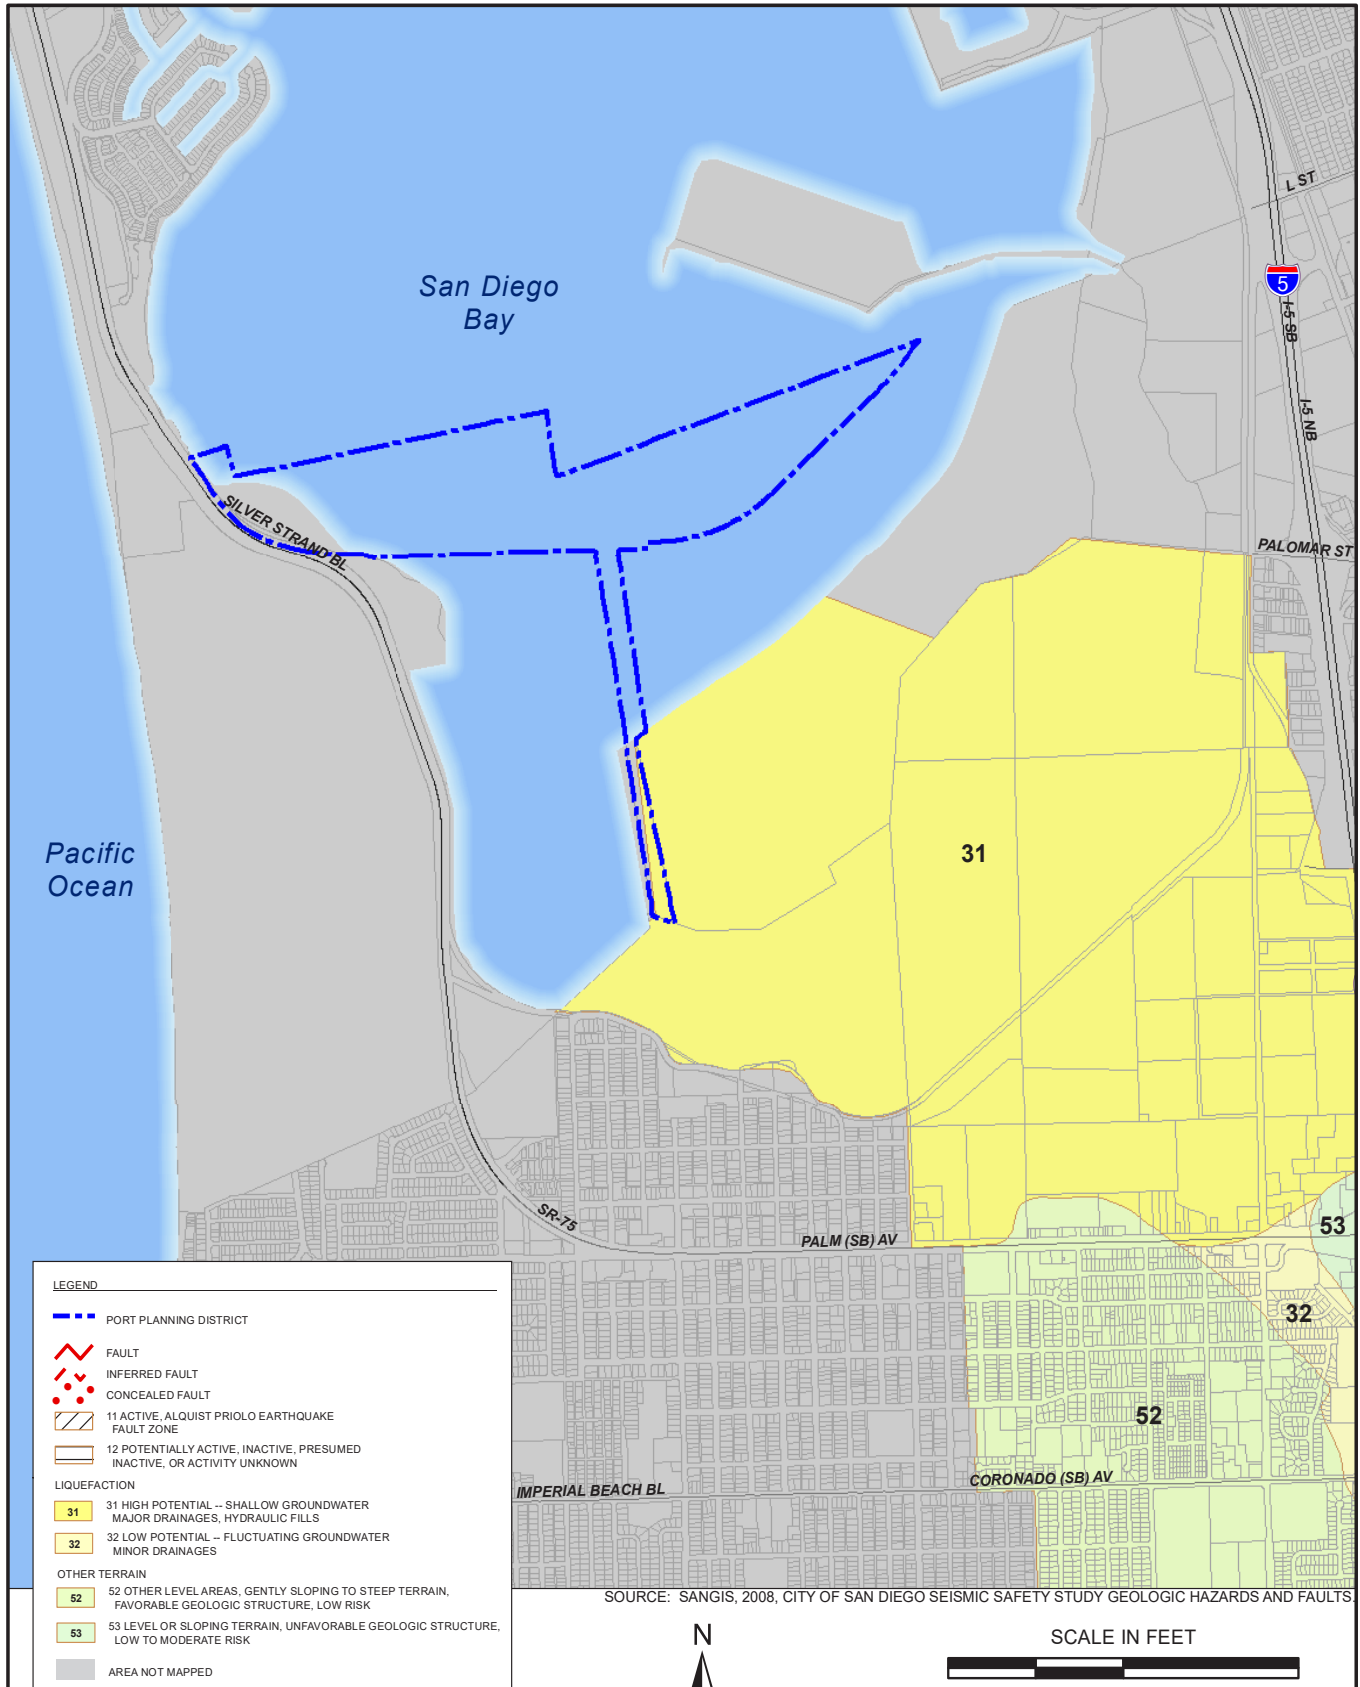 San Diego
Bay
L ST
5
I-5 SB
I-5 NB
SILVER STRAND BL
PALOMAR ST
Pacific
Ocean
31
53
SR-75
PALM (SB) AV
32
52
CORONADO (SB) AV
IMPERIAL BEACH BL
LEGEND
PORT PLANNING DISTRICT
FAULT
INFERRED FAULT
CONCEALED FAULT
11 ACTIVE, ALQUIST PRIOLO EARTHQUAKE
FAULT ZONE
12 POTENTIALLY ACTIVE, INACTIVE, PRESUMED
INACTIVE, OR ACTIVITY UNKNOWN
LIQUEFACTION
31 31 HIGH POTENTIAL -- SHALLOW GROUNDWATER
MAJOR DRAINAGES, HYDRAULIC FILLS
32 32 LOW POTENTIAL -- FLUCTUATING GROUNDWATER
MINOR DRAINAGES
OTHER TERRAIN
52 52 OTHER LEVEL AREAS, GENTLY SLOPING TO STEEP TERRAIN,
FAVORABLE GEOLOGIC STRUCTURE, LOW RISK
53 53 LEVEL OR SLOPING TERRAIN, UNFAVORABLE GEOLOGIC STRUCTURE,
LOW TO MODERATE RISK
AREA NOT MAPPED
SOURCE: SANGIS, 2008, CITY OF SAN DIEGO SEISMIC SAFETY STUDY GEOLOGIC HAZARDS AND FAULTS.
N
SCALE IN FEET